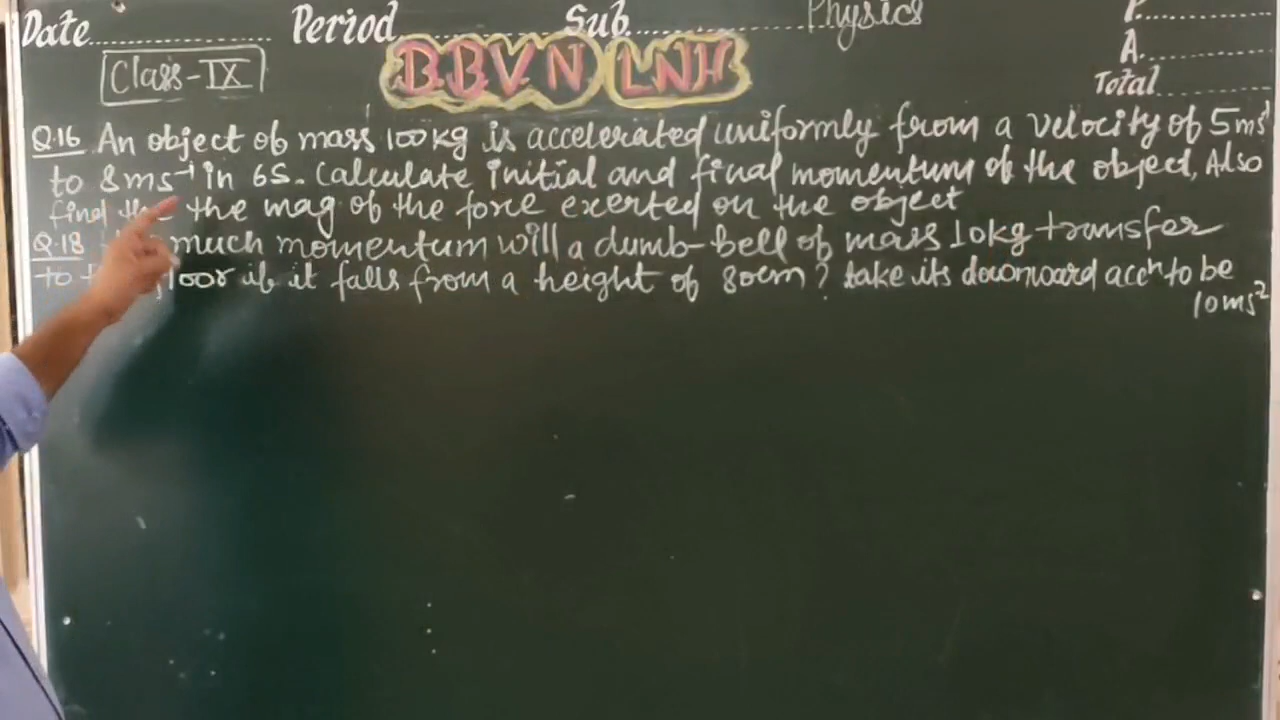 Date.................. Period.............. Sub................Physics P...........
A...........
Class-IX BBVN LNH Total...........
Q.16 An object of mass 100kg is accelerated uniformly from a velocity of 5ms⁻¹
to 8ms⁻¹ in 6S. Calculate initial and final momentum of the object, Also
find the the mag of the force exerted on the object
Q.18 much momentum will a dumb-bell of mass 10kg transfer
to if it falls from a height of 80cm? take its downward accⁿ to be
10ms²